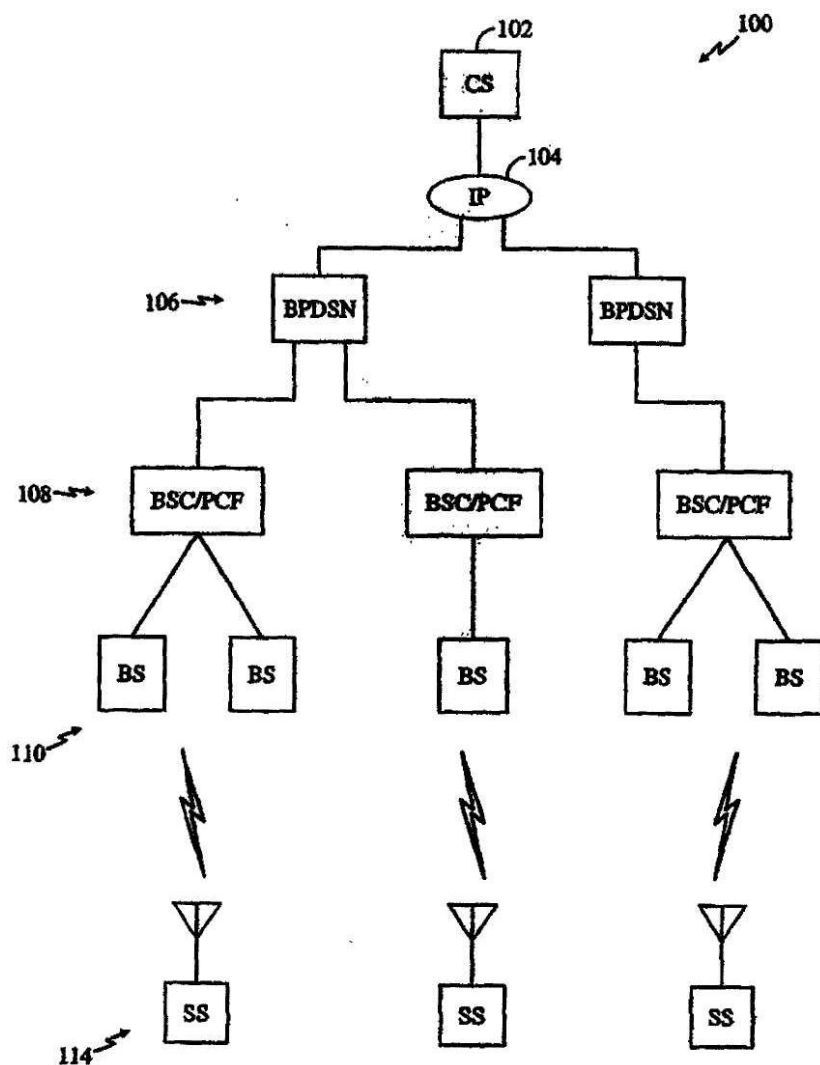 102
100
CS
104
IP
106
BPDSN
BPDSN
108
BSC/PCF
BSC/PCF
BSC/PCF
BS
BS
BS
BS
BS
110
SS
SS
SS
114